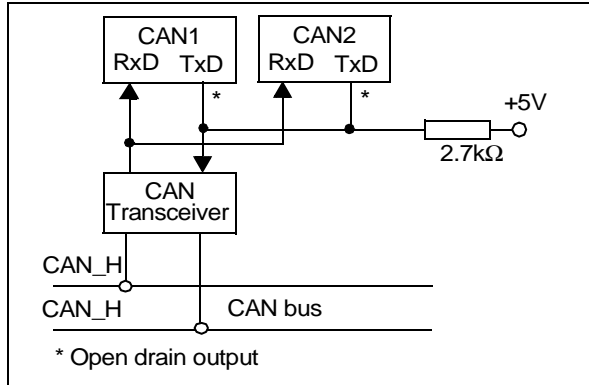 CAN1
RxD TxD
*
CAN2
RxD TxD
*
+5V
2.7kΩ
CAN
Transceiver
CAN_H
CAN_H
CAN bus
* Open drain output